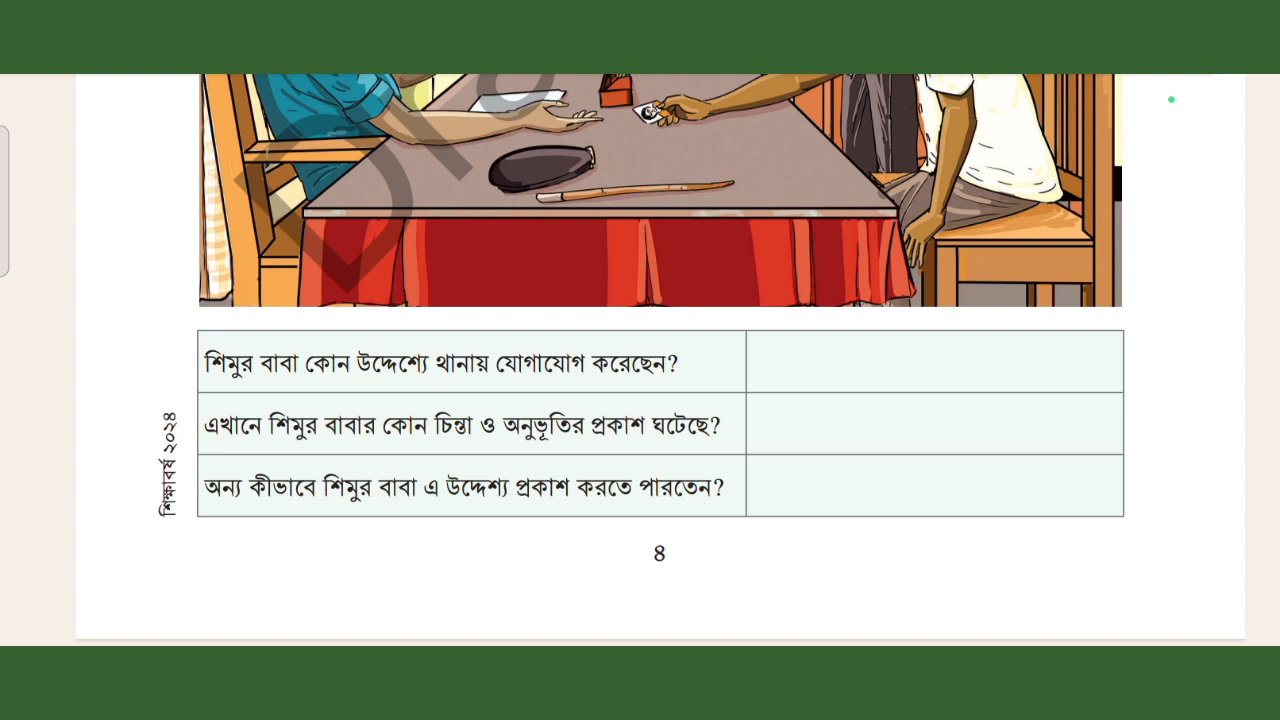 শিমুর বাবা কোন উদ্দেশ্যে থানায় যোগাযোগ করেছেন?
এখানে শিমুর বাবার কোন চিন্তা ও অনুভূতির প্রকাশ ঘটেছে?
অন্য কীভাবে শিমুর বাবা এ উদ্দেশ্য প্রকাশ করতে পারতেন?
শিক্ষাবর্ষ ২০২৪
৪